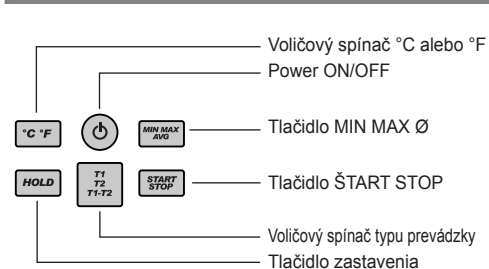 Voličový spínač °C alebo °F
Power ON/OFF
°C °F
MIN MAX
AVG
Tlačidlo MIN MAX Ø
HOLD
T1
T2
T1-T2
START
STOP
Tlačidlo ŠTART STOP
Voličový spínač typu prevádzky
Tlačidlo zastavenia